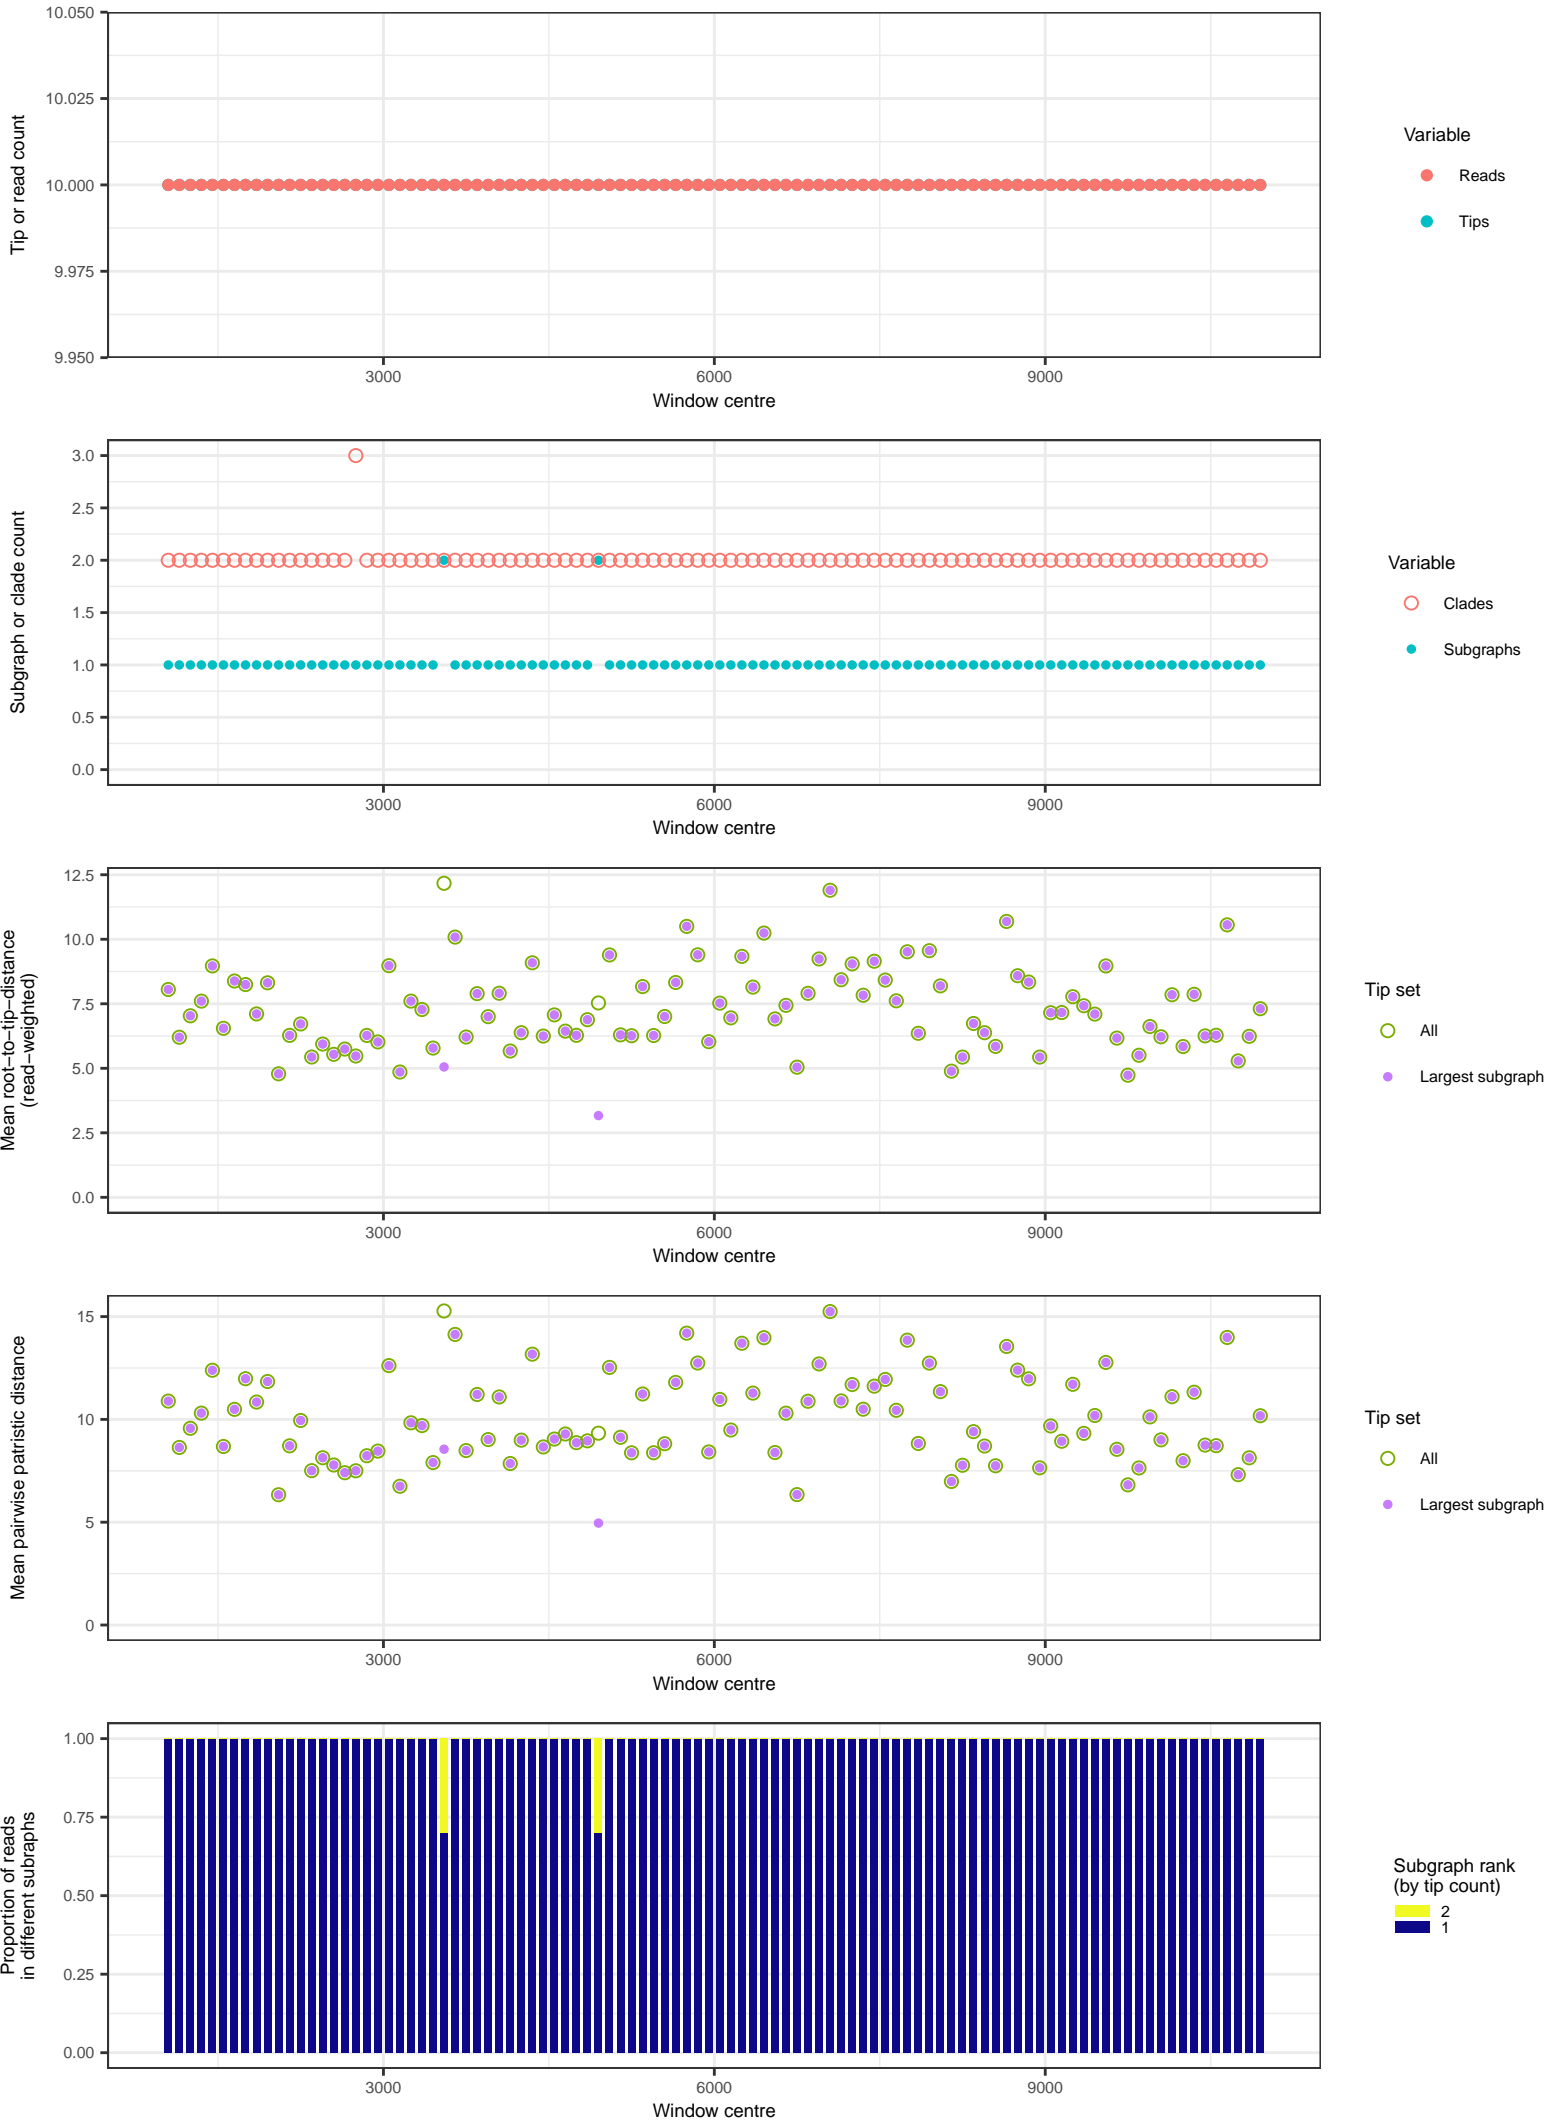 10.050
10.025
10.000
9.975
9.950
Tip or read count
3000 6000 9000
Window centre
Variable
Reads
Tips
3.0
2.5
2.0
1.5
1.0
0.5
0.0
Subgraph or clade count
3000 6000 9000
Window centre
Variable
Clades
Subgraphs
12.5
10.0
7.5
5.0
2.5
0.0
Mean root−to−tip−distance
(read−weighted)
3000 6000 9000
Window centre
Tip set
All
Largest subgraph
15
10
5
0
Mean pairwise patristic distance
3000 6000 9000
Window centre
Tip set
All
Largest subgraph
1.00
0.75
0.50
0.25
0.00
Proportion of reads
in different subraphs
3000 6000 9000
Window centre
Subgraph rank
(by tip count)
2
1